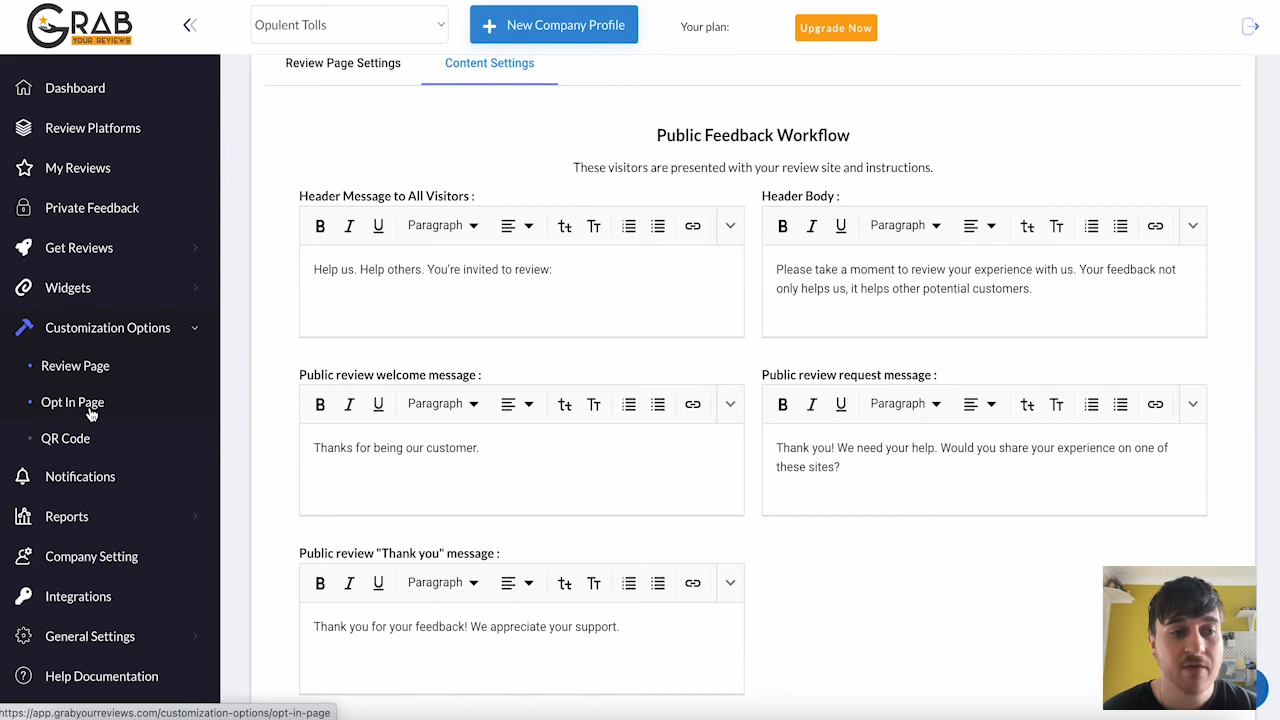 GRAB
YOUR REVIEWS
Opulent Tolls
New Company Profile
Your plan:
Upgrade Now
Dashboard
Review Platforms
My Reviews
Private Feedback
Get Reviews
Widgets
Customization Options
Review Page
Opt In Page
QR Code
Notifications
Reports
Company Setting
Integrations
General Settings
Help Documentation
https://app.grabyourreviews.com/customization-options/opt-in-page
Review Page Settings
Content Settings
Public Feedback Workflow
These visitors are presented with your review site and instructions.
Header Message to All Visitors :
B I U Paragraph
Help us. Help others. You're invited to review:
Header Body :
B I U Paragraph
Please take a moment to review your experience with us. Your feedback not
only helps us, it helps other potential customers.
Public review welcome message :
B I U Paragraph
Thanks for being our customer.
Public review request message :
B I U Paragraph
Thank you! We need your help. Would you share your experience on one of
these sites?
Public review "Thank you" message :
B I U Paragraph
Thank you for your feedback! We appreciate your support.